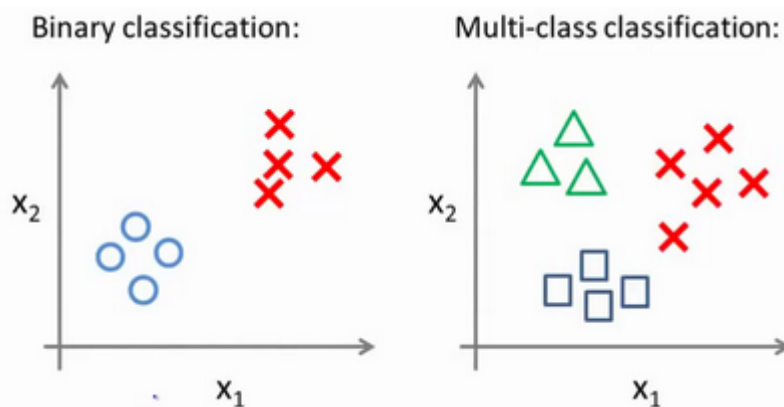 Binary classification:
Multi-class classification:
x₂
x₁
x₂
x₁